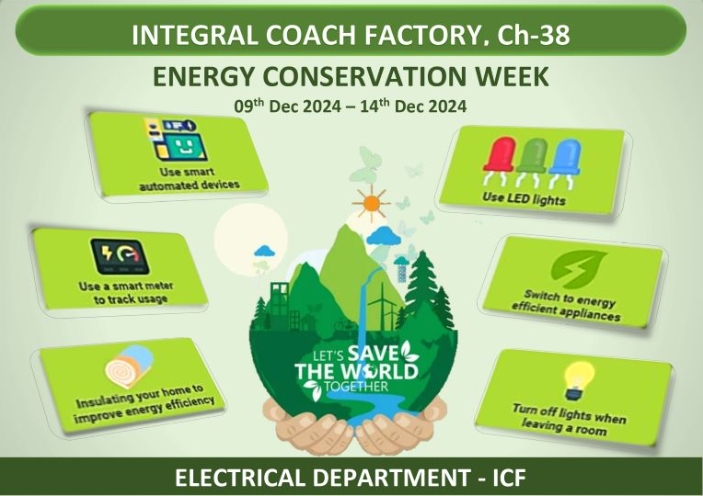 INTEGRAL COACH FACTORY, Ch-38
ENERGY CONSERVATION WEEK
09th Dec 2024 – 14th Dec 2024
Use smart
automated devices
Use LED lights
Use a smart meter
to track usage
Switch to energy
efficient appliances
Insulating your home to
improve energy efficiency
Turn off lights when
leaving a room
LET'S SAVE
THE WORLD
TOGETHER
ELECTRICAL DEPARTMENT - ICF